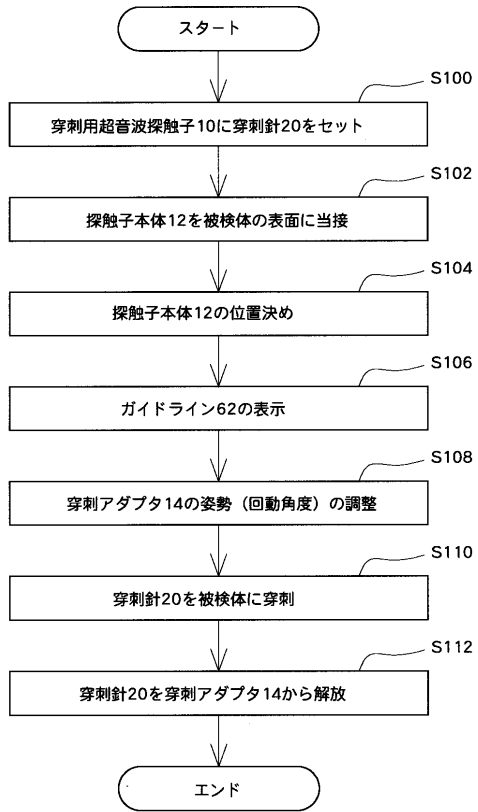 スタート
S100
穿刺用超音波探触子10に穿刺針20をセット
S102
探触子本体12を被検体の表面に当接
S104
探触子本体12の位置決め
S106
ガイドライン62の表示
S108
穿刺アダプタ14の姿勢（回動角度）の調整
S110
穿刺針20を被検体に穿刺
S112
穿刺針20を穿刺アダプタ14から解放
エンド